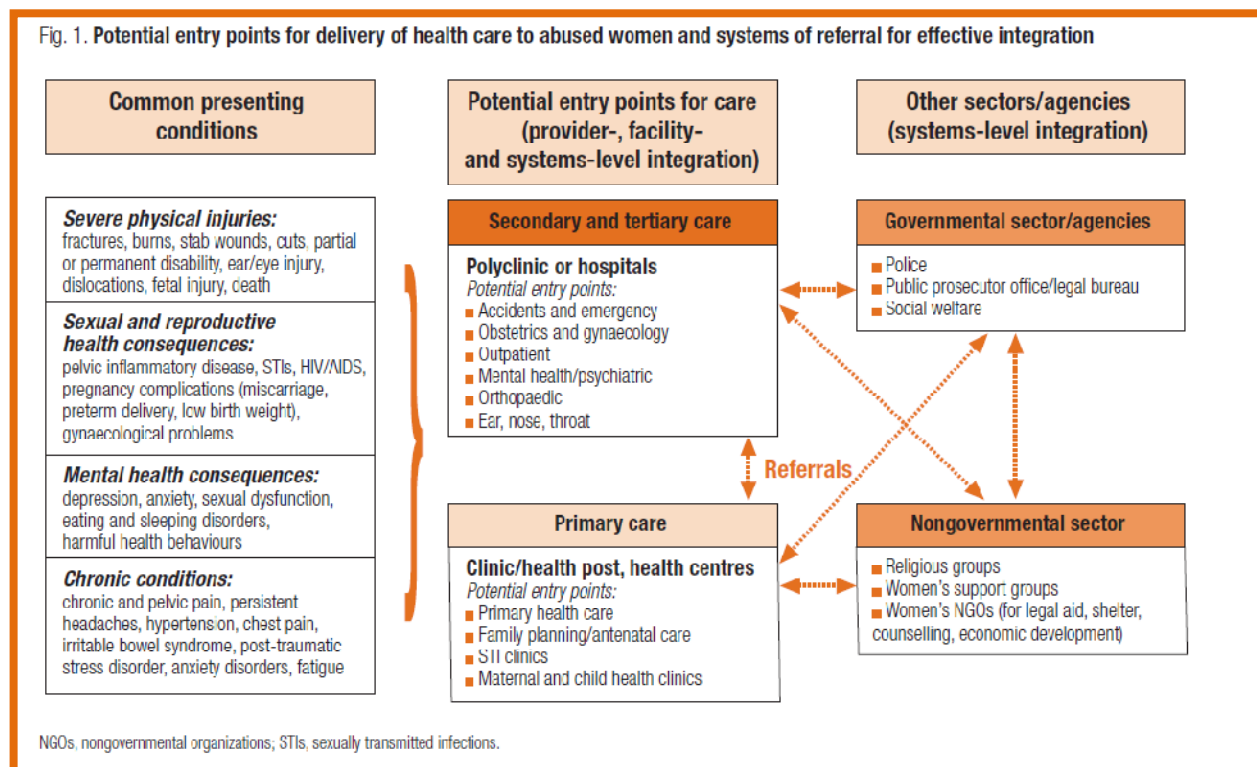 Fig. 1. Potential entry points for delivery of health care to abused women and systems of referral for effective integration
Common presenting
conditions
Severe physical injuries:
fractures, burns, stab wounds, cuts, partial
or permanent disability, ear/eye injury,
dislocations, fetal injury, death
Sexual and reproductive
health consequences:
pelvic inflammatory disease, STIs, HIV/AIDS,
pregnancy complications (miscarriage,
preterm delivery, low birth weight),
gynaecological problems
Mental health consequences:
depression, anxiety, sexual dysfunction,
eating and sleeping disorders,
harmful health behaviours
Chronic conditions:
chronic and pelvic pain, persistent
headaches, hypertension, chest pain,
irritable bowel syndrome, post-traumatic
stress disorder, anxiety disorders, fatigue
Potential entry points for care
(provider-, facility-
and systems-level integration)
Secondary and tertiary care
Polyclinic or hospitals
Potential entry points:
Accidents and emergency
Obstetrics and gynaecology
Outpatient
Mental health/psychiatric
Orthopaedic
Ear, nose, throat
Referrals
Primary care
Clinic/health post, health centres
Potential entry points:
Primary health care
Family planning/antenatal care
STI clinics
Maternal and child health clinics
Other sectors/agencies
(systems-level integration)
Governmental sector/agencies
Police
Public prosecutor office/legal bureau
Social welfare
Nongovernmental sector
Religious groups
Women's support groups
Women's NGOs (for legal aid, shelter,
counselling, economic development)
NGOs, nongovernmental organizations; STIs, sexually transmitted infections.